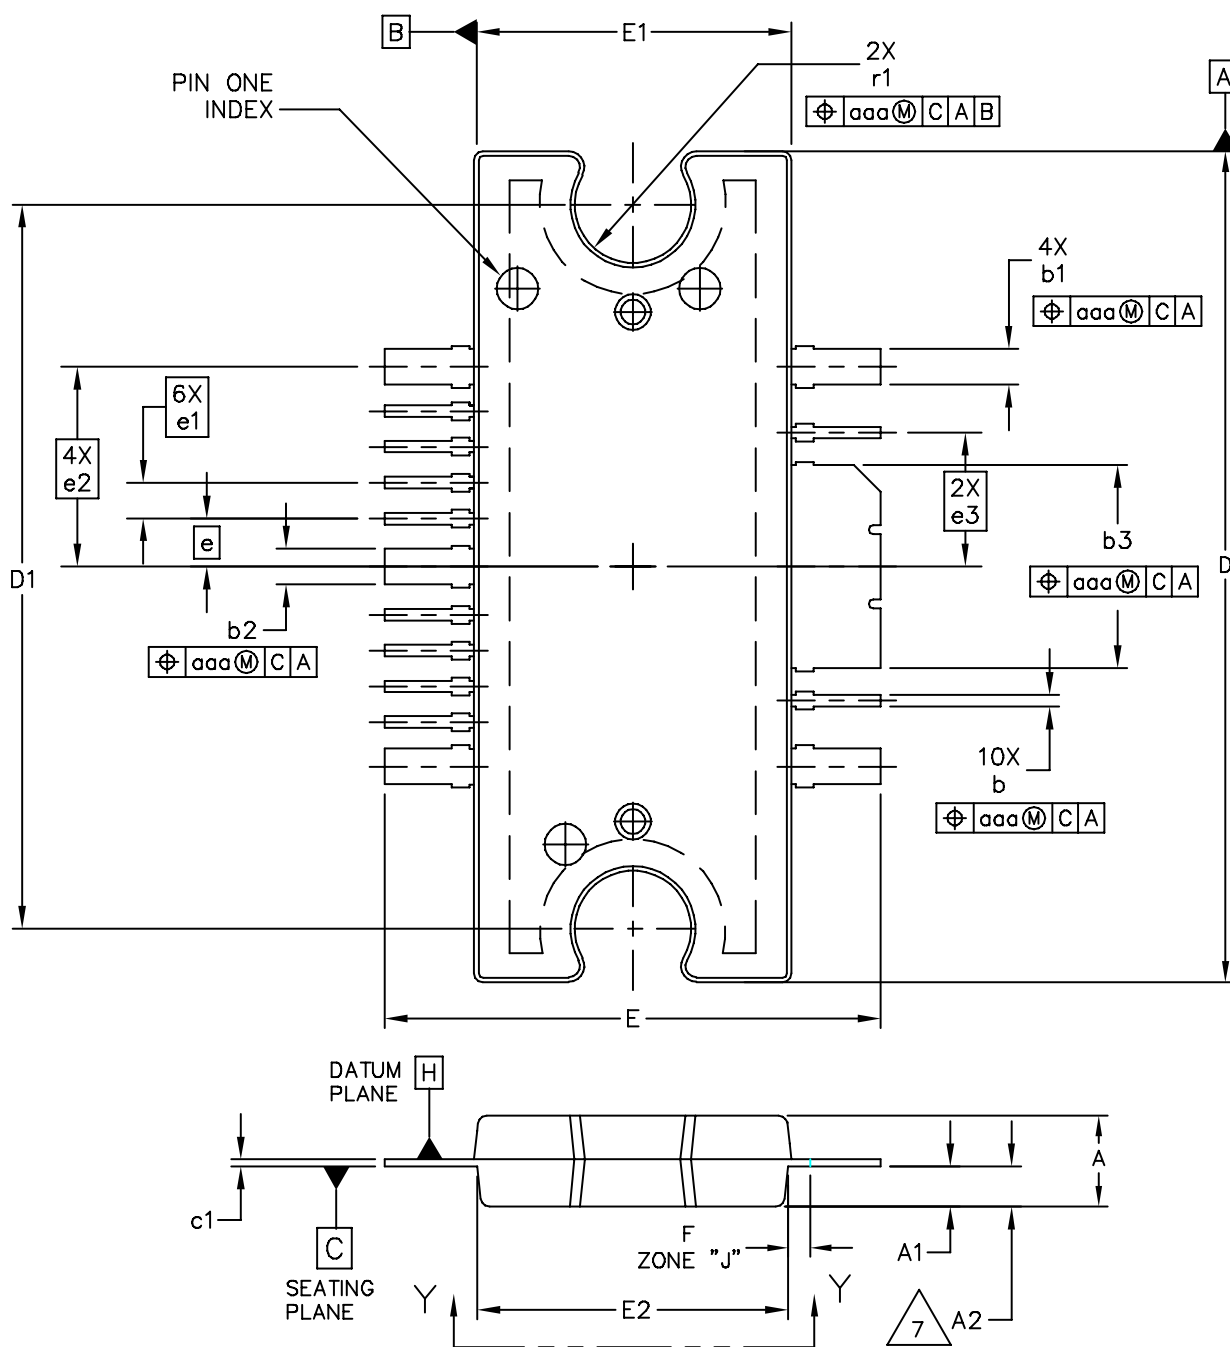 B
E1
2X
r1
⌖ aaa Ⓜ C A B
A
PIN ONE
INDEX
4X
b1
⌖ aaa Ⓜ C A
6X
e1
4X
e2
2X
e3
e
b3
⌖ aaa Ⓜ C A
D1
D
b2
⌖ aaa Ⓜ C A
10X
b
⌖ aaa Ⓜ C A
E
DATUM
PLANE
H
A
c1
C
SEATING
PLANE
F
ZONE "J"
A1
Y
Y
E2
7
A2